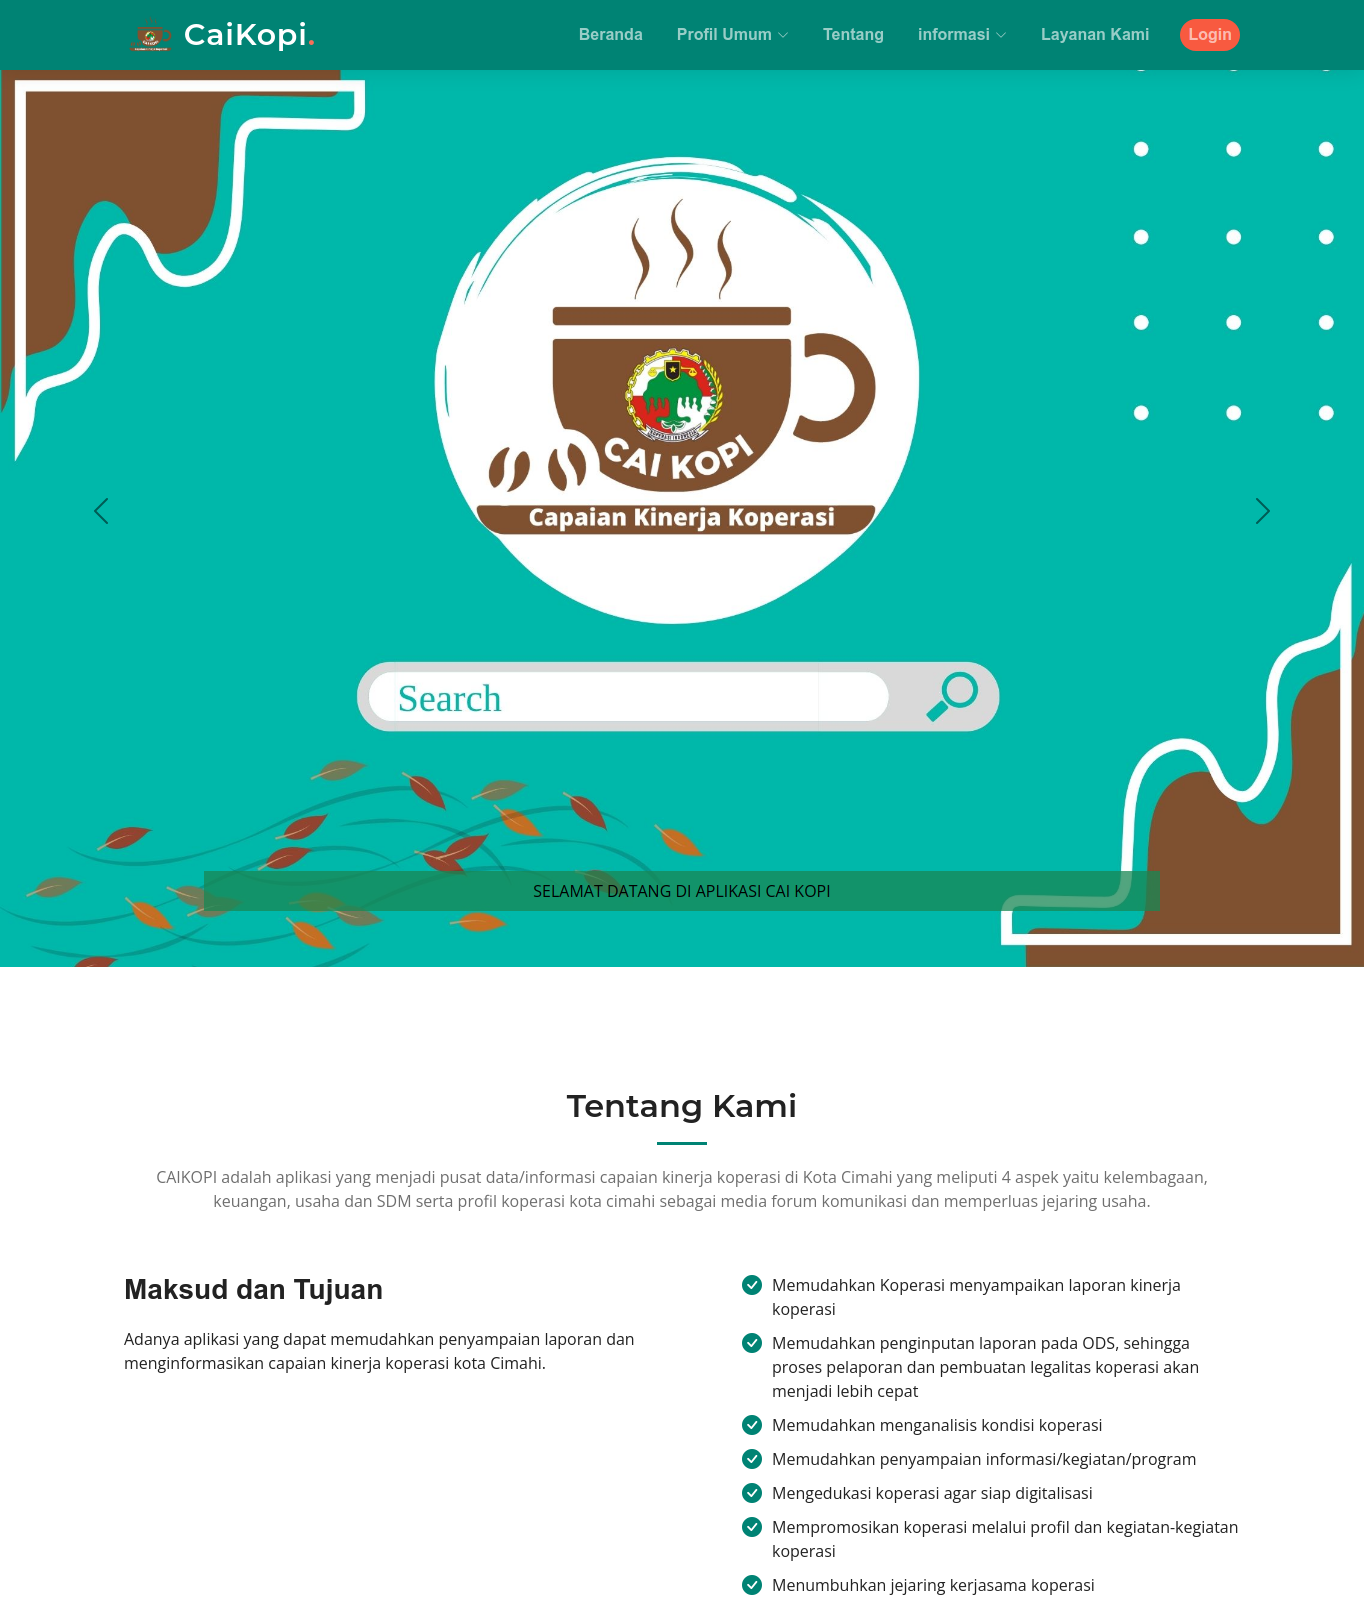 CaiKopi.
Beranda
Profil Umum
Tentang
informasi
Layanan Kami
Login
CAI KOPI
Capaian Kinerja Koperasi
Search
SELAMAT DATANG DI APLIKASI CAI KOPI
Tentang Kami
CAIKOPI adalah aplikasi yang menjadi pusat data/informasi capaian kinerja koperasi di Kota Cimahi yang meliputi 4 aspek yaitu kelembagaan,
keuangan, usaha dan SDM serta profil koperasi kota cimahi sebagai media forum komunikasi dan memperluas jejaring usaha.
Maksud dan Tujuan
Adanya aplikasi yang dapat memudahkan penyampaian laporan dan
menginformasikan capaian kinerja koperasi kota Cimahi.
Memudahkan Koperasi menyampaikan laporan kinerja
koperasi
Memudahkan penginputan laporan pada ODS, sehingga
proses pelaporan dan pembuatan legalitas koperasi akan
menjadi lebih cepat
Memudahkan menganalisis kondisi koperasi
Memudahkan penyampaian informasi/kegiatan/program
Mengedukasi koperasi agar siap digitalisasi
Mempromosikan koperasi melalui profil dan kegiatan-kegiatan
koperasi
Menumbuhkan jejaring kerjasama koperasi